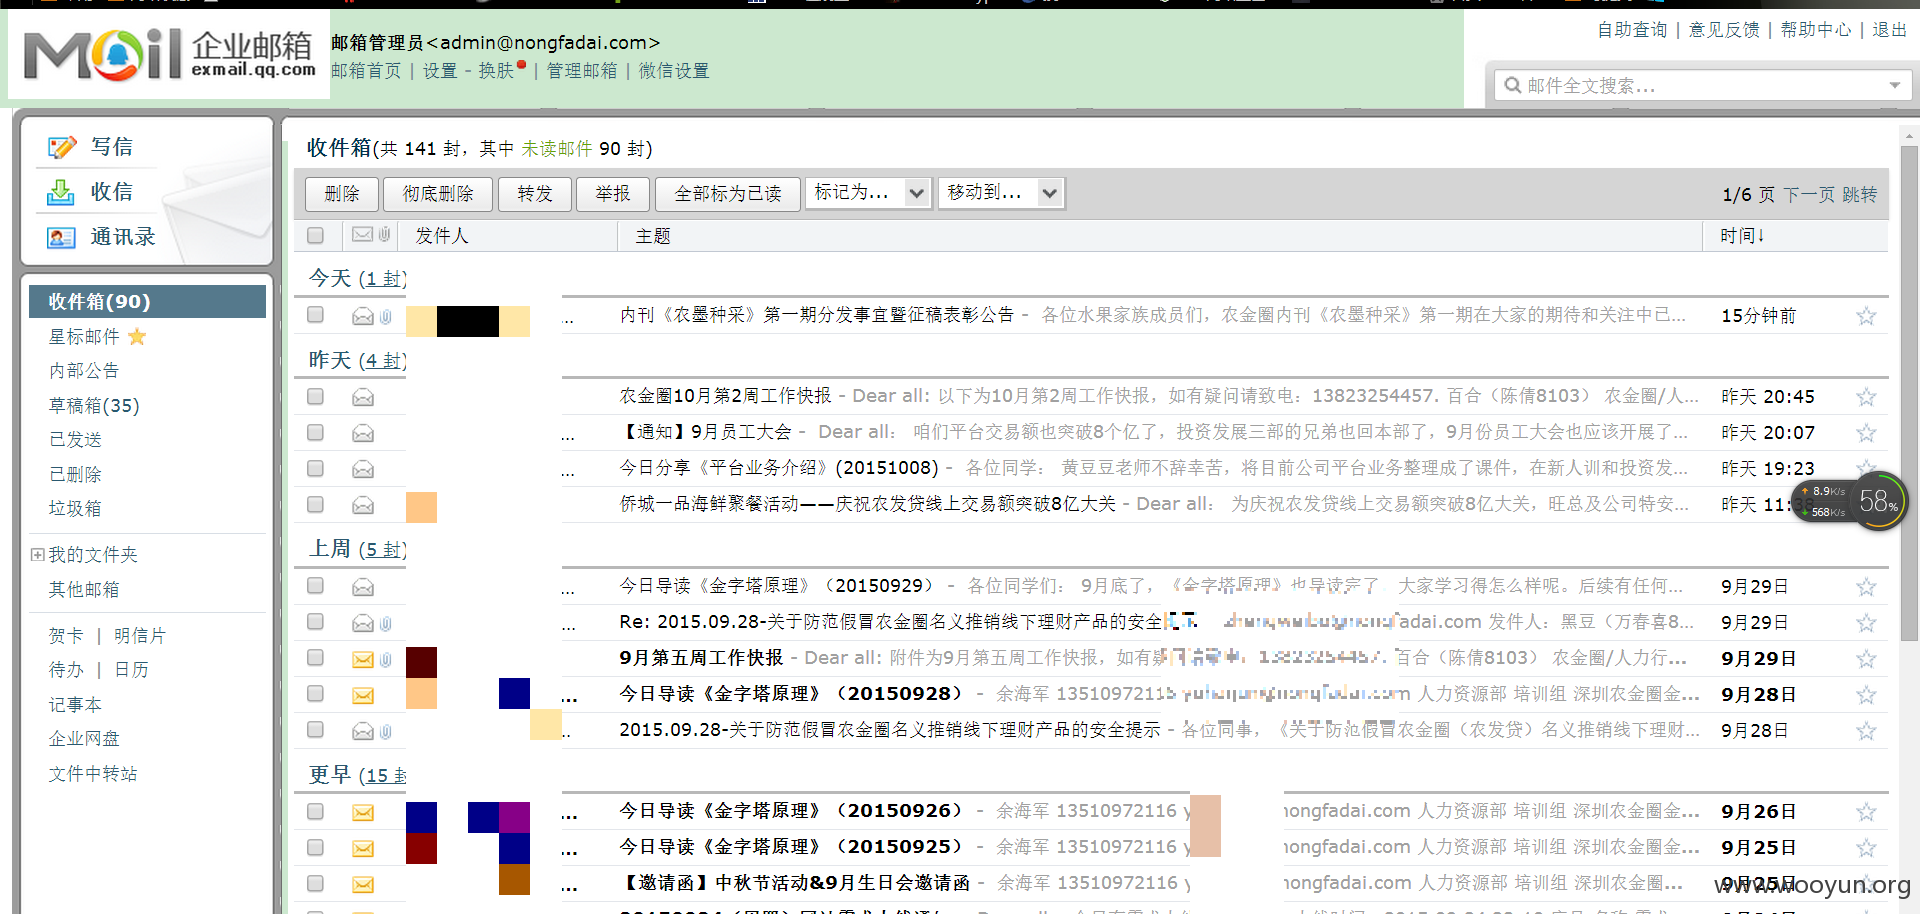 MOil 企业邮箱
exmail.qq.com
邮箱管理员<admin@nongfadai.com>
邮箱首页 | 设置 - 换肤 | 管理邮箱 | 微信设置
自助查询 | 意见反馈 | 帮助中心 | 退出
邮件全文搜索...
写信
收信
通讯录
收件箱(90)
星标邮件
内部公告
草稿箱(35)
已发送
已删除
垃圾箱
我的文件夹
其他邮箱
贺卡 | 明信片
待办 | 日历
记事本
企业网盘
文件中转站
收件箱(共 141 封，其中 未读邮件 90 封)
删除 彻底删除 转发 举报 全部标为已读 标记为... 移动到... 1/6 页 下一页 跳转
发件人 主题 时间↓
今天 (1 封)
... 内刊《农墨种采》第一期分发事宜暨征稿表彰公告 - 各位水果家族成员们，农金圈内刊《农墨种采》第一期在大家的期待和关注中已... 15分钟前
昨天 (4 封)
农金圈10月第2周工作快报 - Dear all: 以下为10月第2周工作快报，如有疑问请致电：13823254457. 百合（陈倩8103） 农金圈/人... 昨天 20:45
... 【通知】9月员工大会 - Dear all： 咱们平台交易额也突破8个亿了，投资发展三部的兄弟也回本部了，9月份员工大会也应该开展了... 昨天 20:07
... 今日分享《平台业务介绍》(20151008) - 各位同学： 黄豆豆老师不辞辛苦，将目前公司平台业务整理成了课件，在新人训和投资发... 昨天 19:23
... 侨城一品海鲜聚餐活动——庆祝农发贷线上交易额突破8亿大关 - Dear all： 为庆祝农发贷线上交易额突破8亿大关，旺总及公司特安... 昨天 11:38
8.9K/s
568K/s
58%
上周 (5 封)
... 今日导读《金字塔原理》（20150929） - 各位同学们： 9月底了，《金字塔原理》也导读完了 大家学习得怎么样呢。后续有任何... 9月29日
... Re: 2015.09.28-关于防范假冒农金圈名义推销线下理财产品的安全 adai.com 发件人：黑豆（万春喜8... 9月29日
9月第五周工作快报 - Dear all: 附件为9月第五周工作快报，如有疑 13823254457. 百合（陈倩8103） 农金圈/人力行... 9月29日
... 今日导读《金字塔原理》（20150928） - 余海军 13510972116 人力资源部 培训组 深圳农金圈金... 9月28日
.. 2015.09.28-关于防范假冒农金圈名义推销线下理财产品的安全提示 - 各位同事，《关于防范假冒农金圈（农发贷）名义推销线下理财... 9月28日
更早 (15 封
... 今日导读《金字塔原理》（20150926） - 余海军 13510972116 y nongfadai.com 人力资源部 培训组 深圳农金圈金... 9月26日
... 今日导读《金字塔原理》（20150925） - 余海军 13510972116 nongfadai.com 人力资源部 培训组 深圳农金圈金... 9月25日
... 【邀请函】中秋节活动&9月生日会邀请函 - 余海军 13510972116 y nongfadai.com 人力资源部 培训组 深圳农金圈... 9月25日
www.wooyun.org